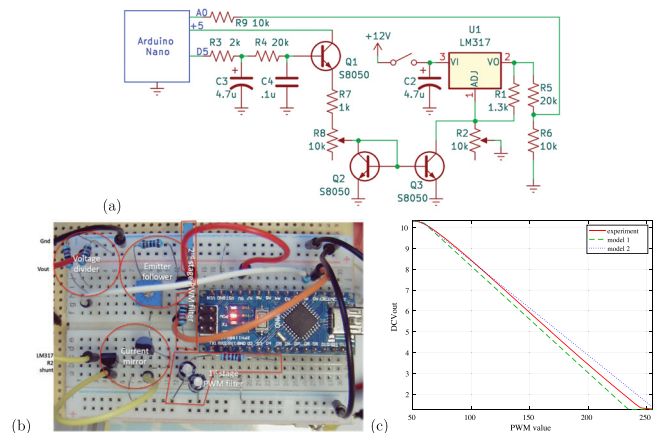 Arduino
Nano
A0
+5
D5
R9 10k
R3 2k
R4 20k
C3
4.7u
C4
.1u
Q1
S8050
R7
1k
R8
10k
Q2
S8050
Q3
S8050
+12V
C2
4.7u
U1
LM317
3
VI
VO
2
ADJ
1
R1
1.3k
R5
20k
R2
10k
R6
10k
(a)
Gnd
Vout
Voltage
divider
Emitter
follower
2nd stage PWM filter
Current
mirror
1st stage
PWM filter
LM317
R2
shunt
(b)
experiment
model 1
model 2
DCVout
10
9
8
7
6
5
4
3
2
50
100
150
200
250
PWM value
(c)